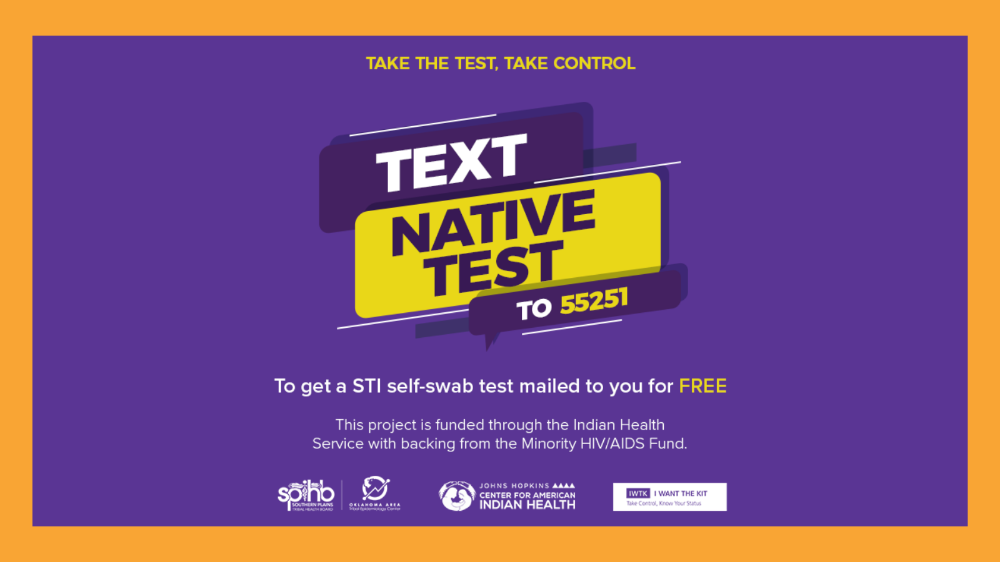 TAKE THE TEST, TAKE CONTROL
TEXT
NATIVE
TEST
TO 55251
To get a STI self-swab test mailed to you for FREE
This project is funded through the Indian Health
Service with backing from the Minority HIV/AIDS Fund.
spthb
SOUTHERN PLAINS
TRIBAL HEALTH BOARD
OKLAHOMA AREA
Tribal Epidemiology Center
JOHNS HOPKINS
CENTER FOR AMERICAN
INDIAN HEALTH
IWTK I WANT THE KIT
Take Control, Know Your Status